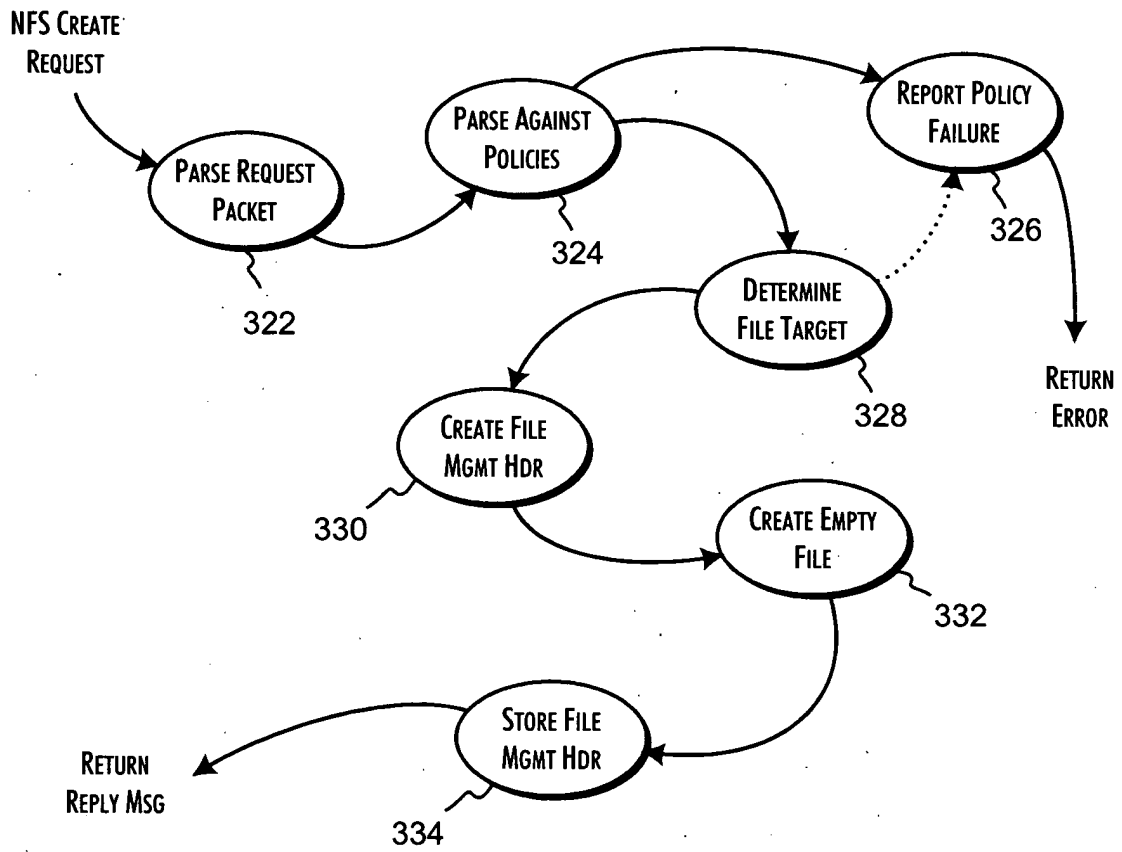 NFS CREATE
REQUEST
PARSE REQUEST
PACKET
322
PARSE AGAINST
POLICIES
324
REPORT POLICY
FAILURE
326
DETERMINE
FILE TARGET
328
RETURN
ERROR
CREATE FILE
MGMT HDR
330
CREATE EMPTY
FILE
332
STORE FILE
MGMT HDR
334
RETURN
REPLY MSG